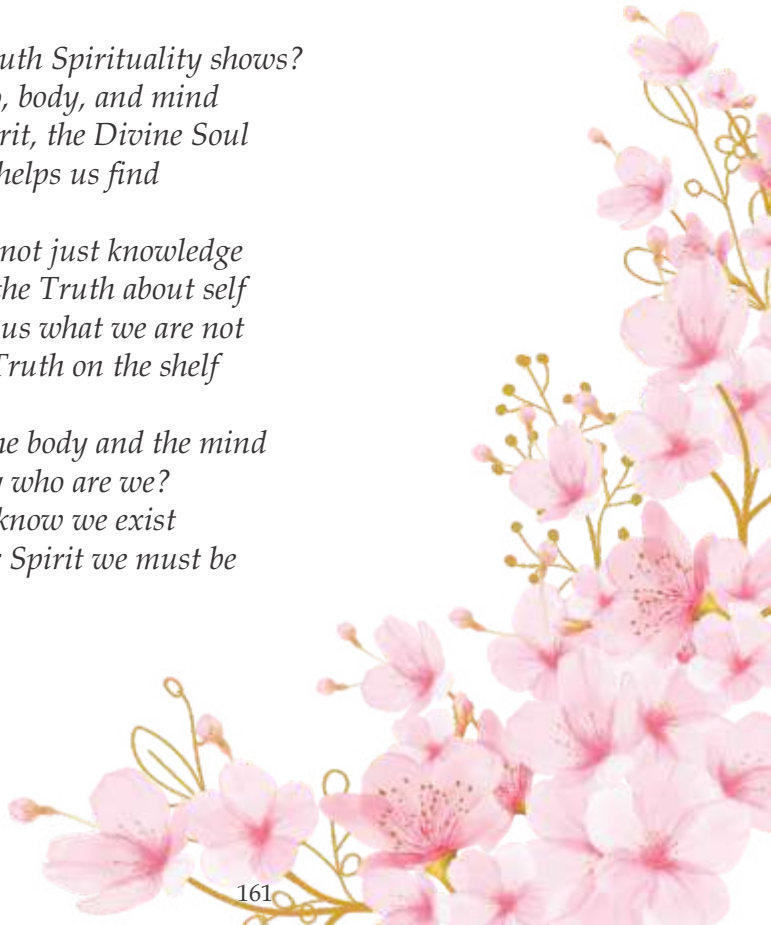 uth Spirituality shows?
, body, and mind
rit, the Divine Soul
helps us find
not just knowledge
the Truth about self
us what we are not
Truth on the shelf
he body and the mind
who are we?
know we exist
Spirit we must be
161